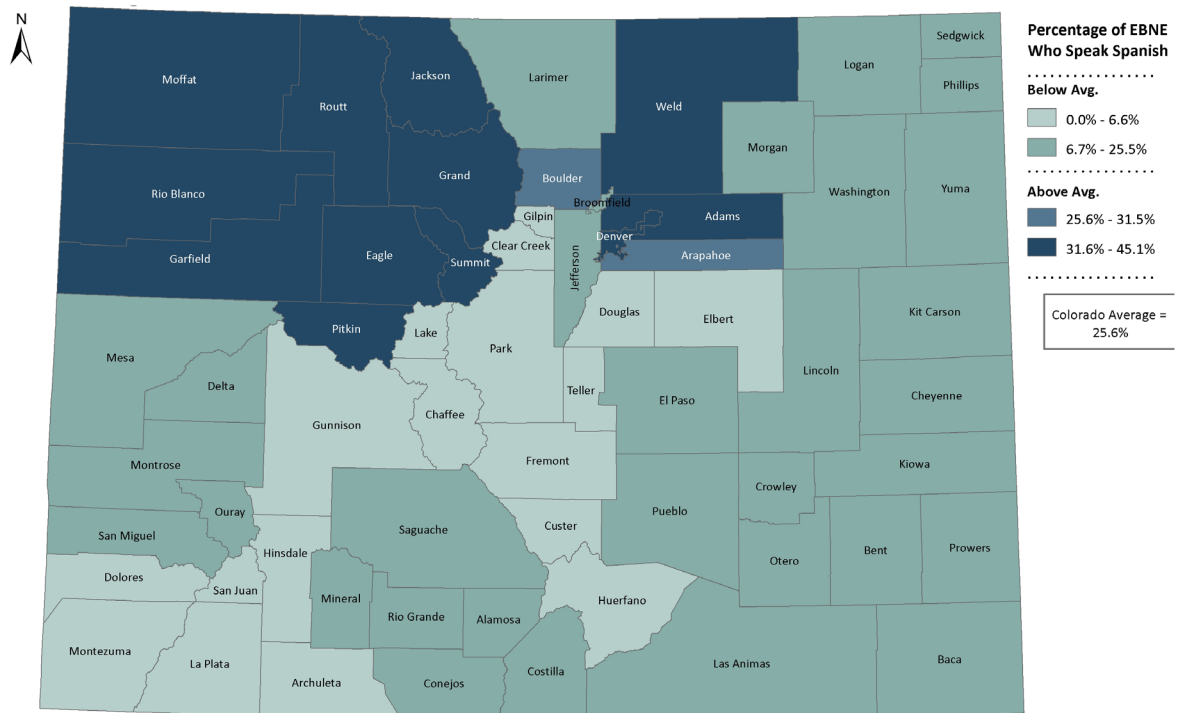 N
Percentage of EBNE
Who Speak Spanish
Below Avg.
0.0% - 6.6%
6.7% - 25.5%
Above Avg.
25.6% - 31.5%
31.6% - 45.1%
Colorado Average =
25.6%
Moffat
Routt
Jackson
Larimer
Weld
Logan
Sedgwick
Phillips
Morgan
Washington
Yuma
Rio Blanco
Grand
Boulder
Broomfield
Gilpin
Adams
Denver
Clear Creek
Arapahoe
Garfield
Eagle
Summit
Jefferson
Douglas
Elbert
Kit Carson
Pitkin
Lake
Park
Mesa
Delta
Lincoln
Teller
El Paso
Cheyenne
Gunnison
Chaffee
Fremont
Kiowa
Montrose
Crowley
Ouray
Pueblo
Saguache
Custer
San Miguel
Hinsdale
Otero
Bent
Prowers
Dolores
San Juan
Mineral
Huerfano
Rio Grande
Alamosa
Montezuma
La Plata
Archuleta
Conejos
Costilla
Las Animas
Baca